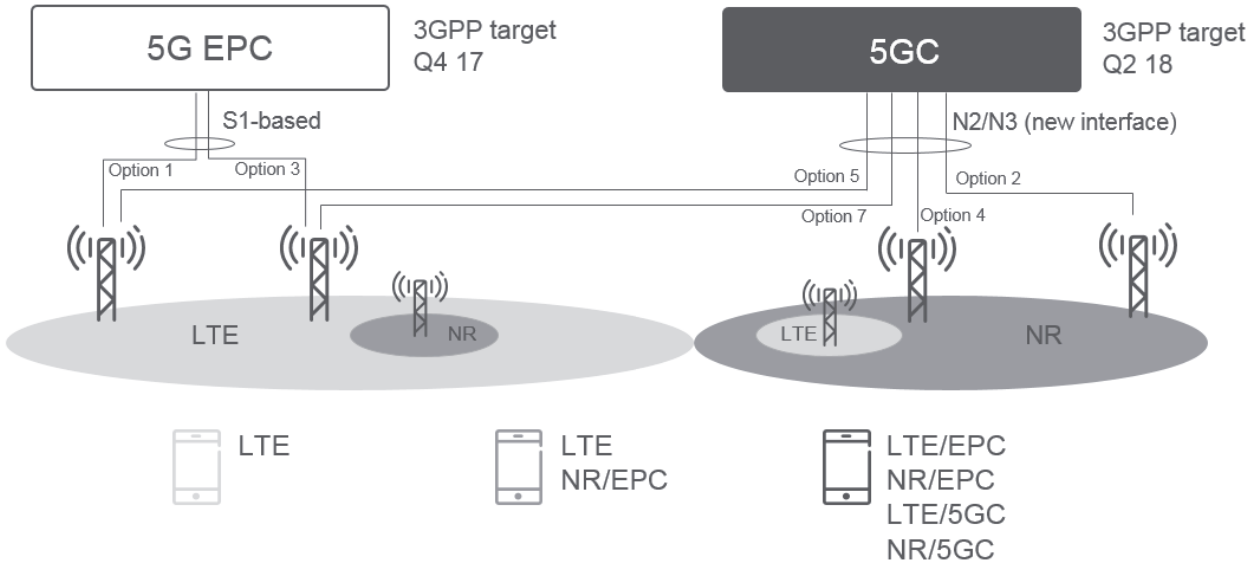 5G EPC
3GPP target
Q4 17
5GC
3GPP target
Q2 18
S1-based
N2/N3 (new interface)
Option 1
Option 3
Option 5
Option 2
Option 7
Option 4
LTE
NR
LTE
NR
LTE
LTE
NR/EPC
LTE/EPC
NR/EPC
LTE/5GC
NR/5GC